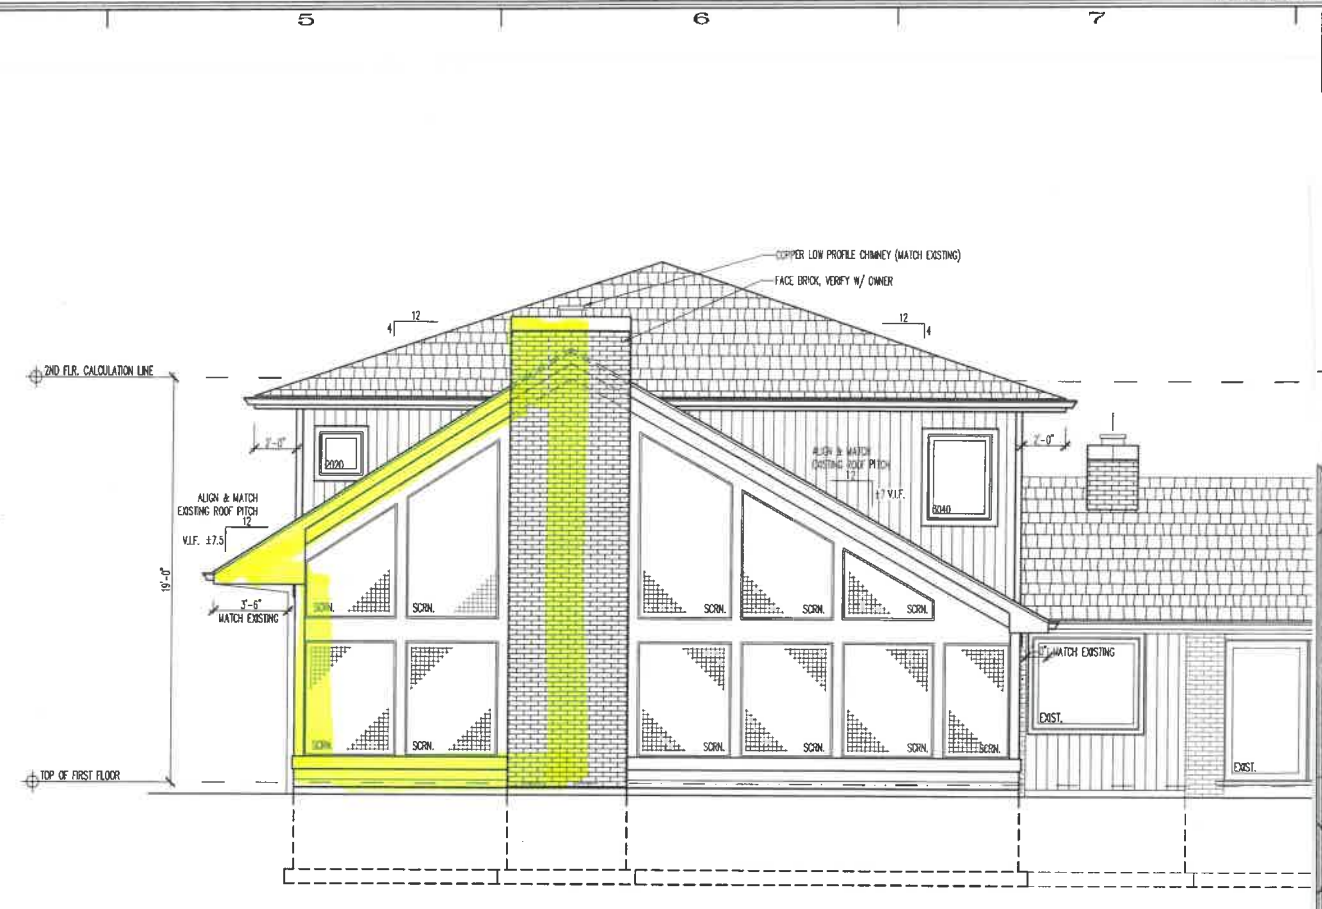 5 6 7
COPPER LOW PROFILE CHIMNEY (MATCH EXISTING)
FACE BRICK, VERIFY W/ OWNER
12
4
12
4
2ND FLR. CALCULATION LINE
2'-0"
2020
ALIGN & MATCH
EXISTING ROOF PITCH
12
V.I.F. ±7.5
ALIGN & MATCH
EXISTING ROOF PITCH
12
±7 V.I.F.
2'-0"
3040
19'-0"
3'-6"
MATCH EXISTING
SCRN.
SCRN.
SCRN.
SCRN.
SCRN.
MATCH EXISTING
EXIST.
SCRN.
SCRN.
SCRN.
SCRN.
SCRN.
SCRN.
EXIST.
TOP OF FIRST FLOOR